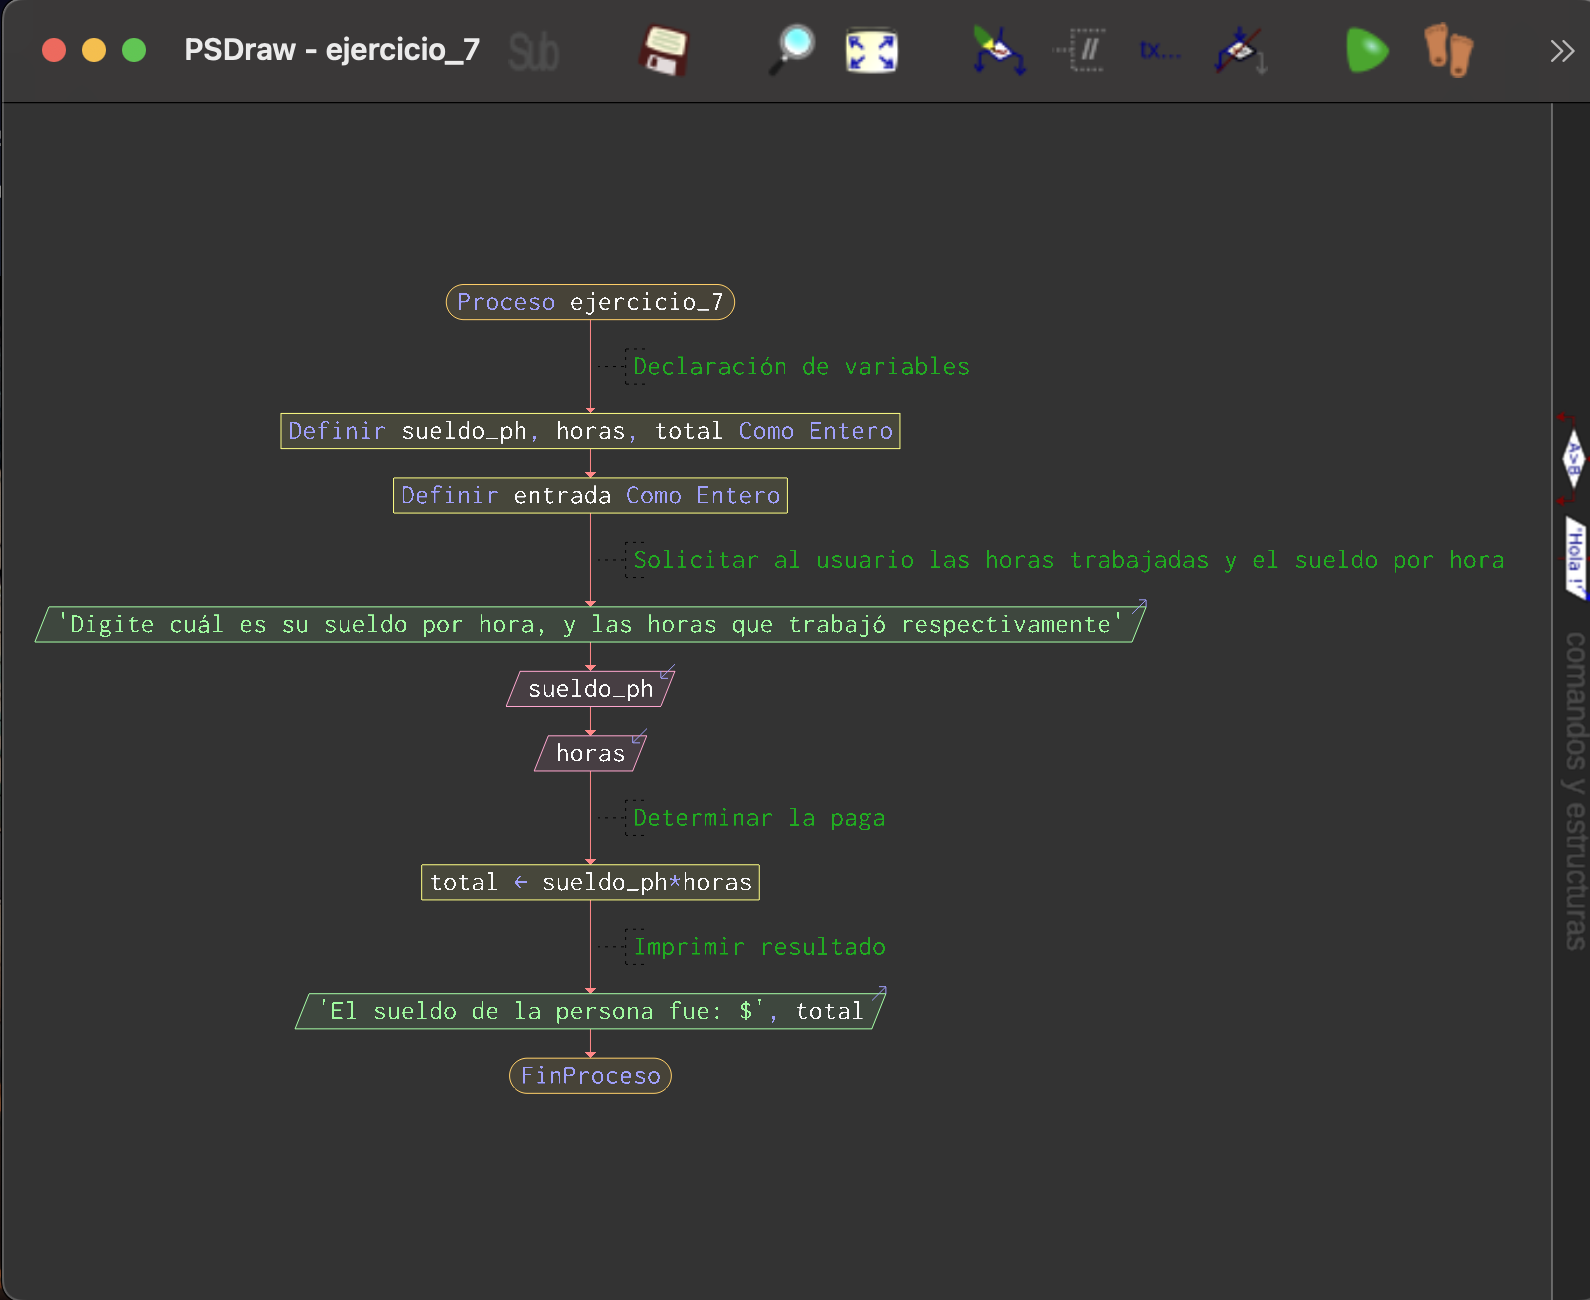 PSDraw - ejercicio_7
Sub
//
tx...
Proceso ejercicio_7
Declaración de variables
Definir sueldo_ph, horas, total Como Entero
Definir entrada Como Entero
Solicitar al usuario las horas trabajadas y el sueldo por hora
'Digite cuál es su sueldo por hora, y las horas que trabajó respectivamente'
sueldo_ph
horas
Determinar la paga
total ← sueldo_ph*horas
Imprimir resultado
'El sueldo de la persona fue: $', total
FinProceso
A>B
"Hola !"
comandos y estructuras